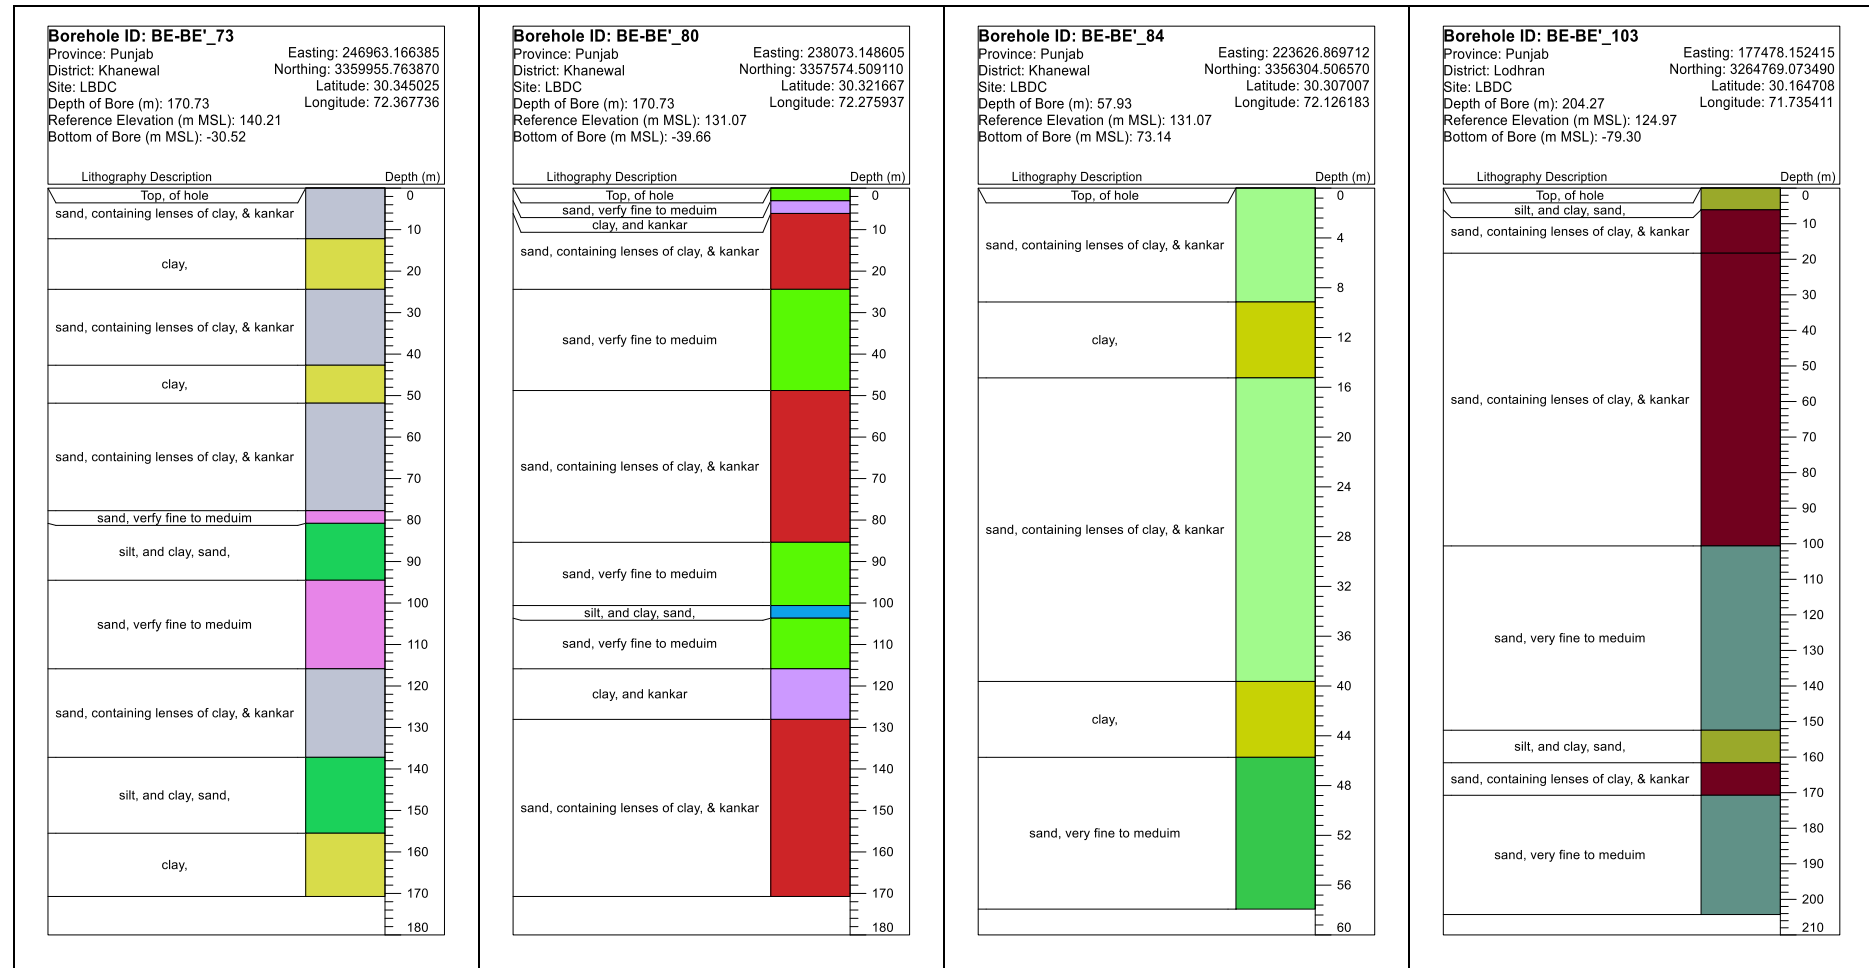 Borehole ID: BE-BE'_73
Province: Punjab Easting: 246963.166385
District: Khanewal Northing: 3359955.763870
Site: LBDC Latitude: 30.345025
Depth of Bore (m): 170.73 Longitude: 72.367736
Reference Elevation (m MSL): 140.21
Bottom of Bore (m MSL): -30.52
Lithography Description Depth (m)
Top, of hole
sand, containing lenses of clay, & kankar
clay,
sand, containing lenses of clay, & kankar
clay,
sand, containing lenses of clay, & kankar
sand, verfy fine to meduim
silt, and clay, sand,
sand, verfy fine to meduim
sand, containing lenses of clay, & kankar
silt, and clay, sand,
clay,
0
10
20
30
40
50
60
70
80
90
100
110
120
130
140
150
160
170
180
Borehole ID: BE-BE'_80
Province: Punjab Easting: 238073.148605
District: Khanewal Northing: 3357574.509110
Site: LBDC Latitude: 30.321667
Depth of Bore (m): 170.73 Longitude: 72.275937
Reference Elevation (m MSL): 131.07
Bottom of Bore (m MSL): -39.66
Lithography Description Depth (m)
Top, of hole
sand, verfy fine to meduim
clay, and kankar
sand, containing lenses of clay, & kankar
sand, verfy fine to meduim
sand, containing lenses of clay, & kankar
sand, verfy fine to meduim
silt, and clay, sand,
sand, verfy fine to meduim
clay, and kankar
sand, containing lenses of clay, & kankar
0
10
20
30
40
50
60
70
80
90
100
110
120
130
140
150
160
170
180
Borehole ID: BE-BE'_84
Province: Punjab Easting: 223626.869712
District: Khanewal Northing: 3356304.506570
Site: LBDC Latitude: 30.307007
Depth of Bore (m): 57.93 Longitude: 72.126183
Reference Elevation (m MSL): 131.07
Bottom of Bore (m MSL): 73.14
Lithography Description Depth (m)
Top, of hole
sand, containing lenses of clay, & kankar
clay,
sand, containing lenses of clay, & kankar
clay,
sand, very fine to meduim
0
4
8
12
16
20
24
28
32
36
40
44
48
52
56
60
Borehole ID: BE-BE'_103
Province: Punjab Easting: 177478.152415
District: Lodhran Northing: 3264769.073490
Site: LBDC Latitude: 30.164708
Depth of Bore (m): 204.27 Longitude: 71.735411
Reference Elevation (m MSL): 124.97
Bottom of Bore (m MSL): -79.30
Lithography Description Depth (m)
Top, of hole
silt, and clay, sand,
sand, containing lenses of clay, & kankar
sand, containing lenses of clay, & kankar
sand, very fine to meduim
silt, and clay, sand,
sand, containing lenses of clay, & kankar
sand, very fine to meduim
0
10
20
30
40
50
60
70
80
90
100
110
120
130
140
150
160
170
180
190
200
210